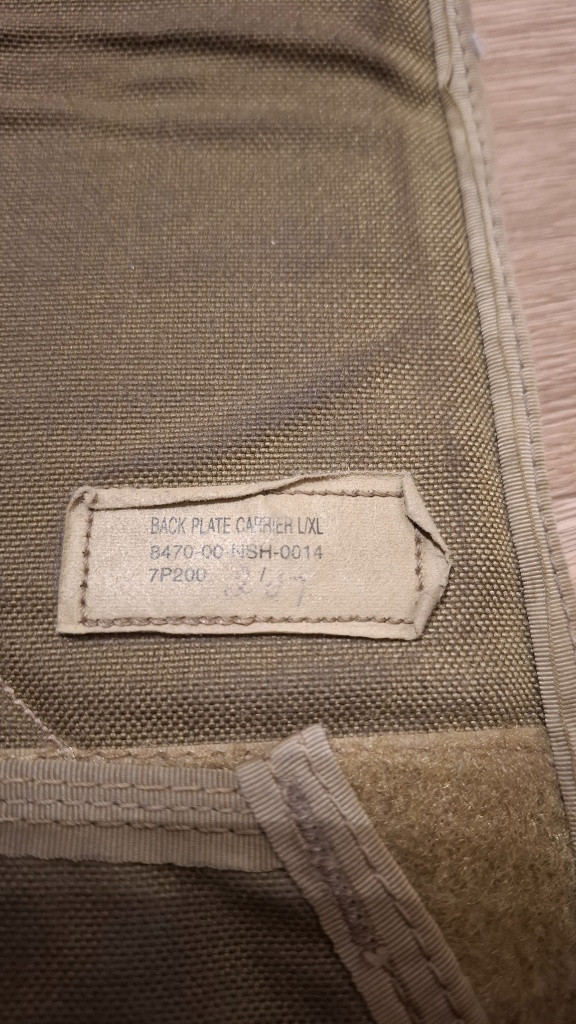 BACK PLATE CARRIER L/XL
8470-00-NSH-0014
7P200